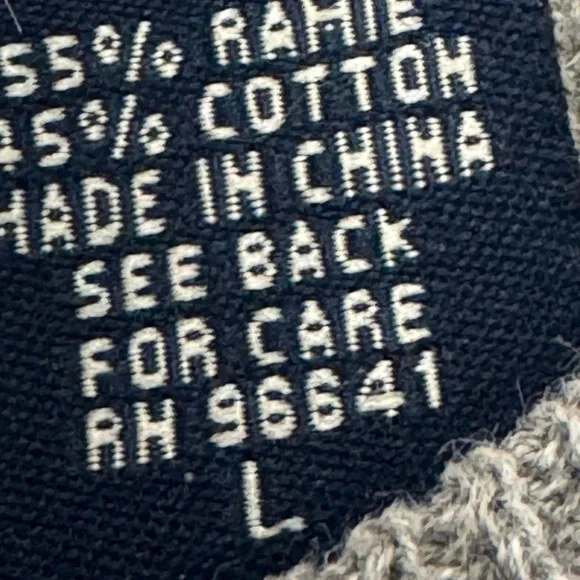 55% RAMIE
45% COTTON
MADE IN CHINA
SEE BACK
FOR CARE
RN 96641
L